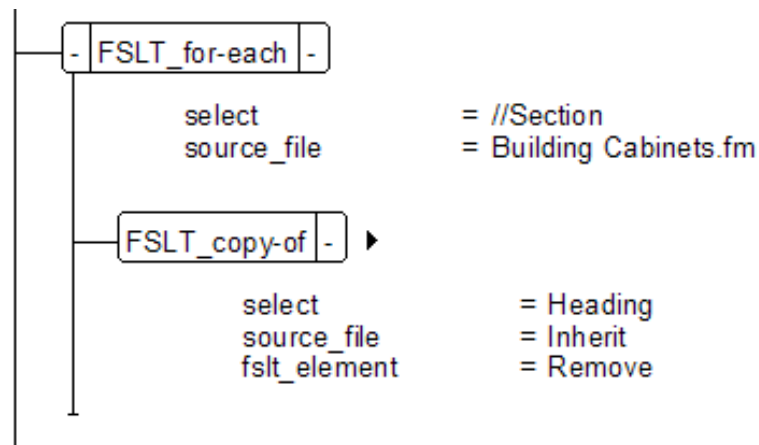 - FSLT_for-each -
select = //Section
source_file = Building Cabinets.fm
FSLT_copy-of -
select = Heading
source_file = Inherit
fslt_element = Remove